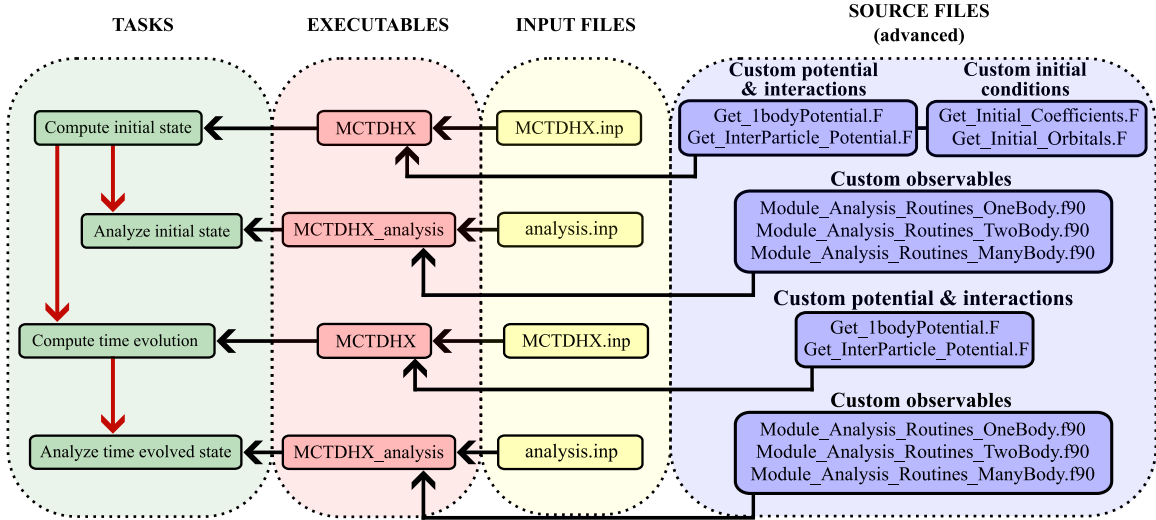 TASKS
EXECUTABLES
INPUT FILES
SOURCE FILES
(advanced)
Custom potential
& interactions
Custom initial
conditions
Compute initial state
MCTDHX
MCTDHX.inp
Get_1bodyPotential.F
Get_InterParticle_Potential.F
Get_Initial_Coefficients.F
Get_Initial_Orbitals.F
Custom observables
Analyze initial state
MCTDHX_analysis
analysis.inp
Module_Analysis_Routines_OneBody.f90
Module_Analysis_Routines_TwoBody.f90
Module_Analysis_Routines_ManyBody.f90
Custom potential & interactions
Compute time evolution
MCTDHX
MCTDHX.inp
Get_1bodyPotential.F
Get_InterParticle_Potential.F
Custom observables
Analyze time evolved state
MCTDHX_analysis
analysis.inp
Module_Analysis_Routines_OneBody.f90
Module_Analysis_Routines_TwoBody.f90
Module_Analysis_Routines_ManyBody.f90